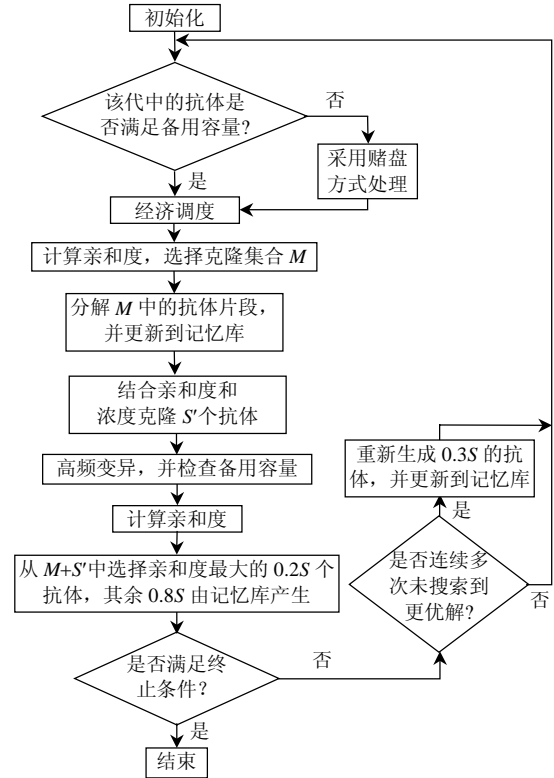 初始化
该代中的抗体是
否满足备用容量?
否
采用赌盘
方式处理
是
经济调度
计算亲和度，选择克隆集合 M
分解 M 中的抗体片段，
并更新到记忆库
结合亲和度和
浓度克隆 S′个抗体
高频变异，并检查备用容量
计算亲和度
从 M+S′中选择亲和度最大的 0.2S 个
抗体，其余 0.8S 由记忆库产生
是否满足终
止条件?
否
是
结束
重新生成 0.3S 的抗
体，并更新到记忆库
是
是否连续多
次未搜索到
更优解?
否